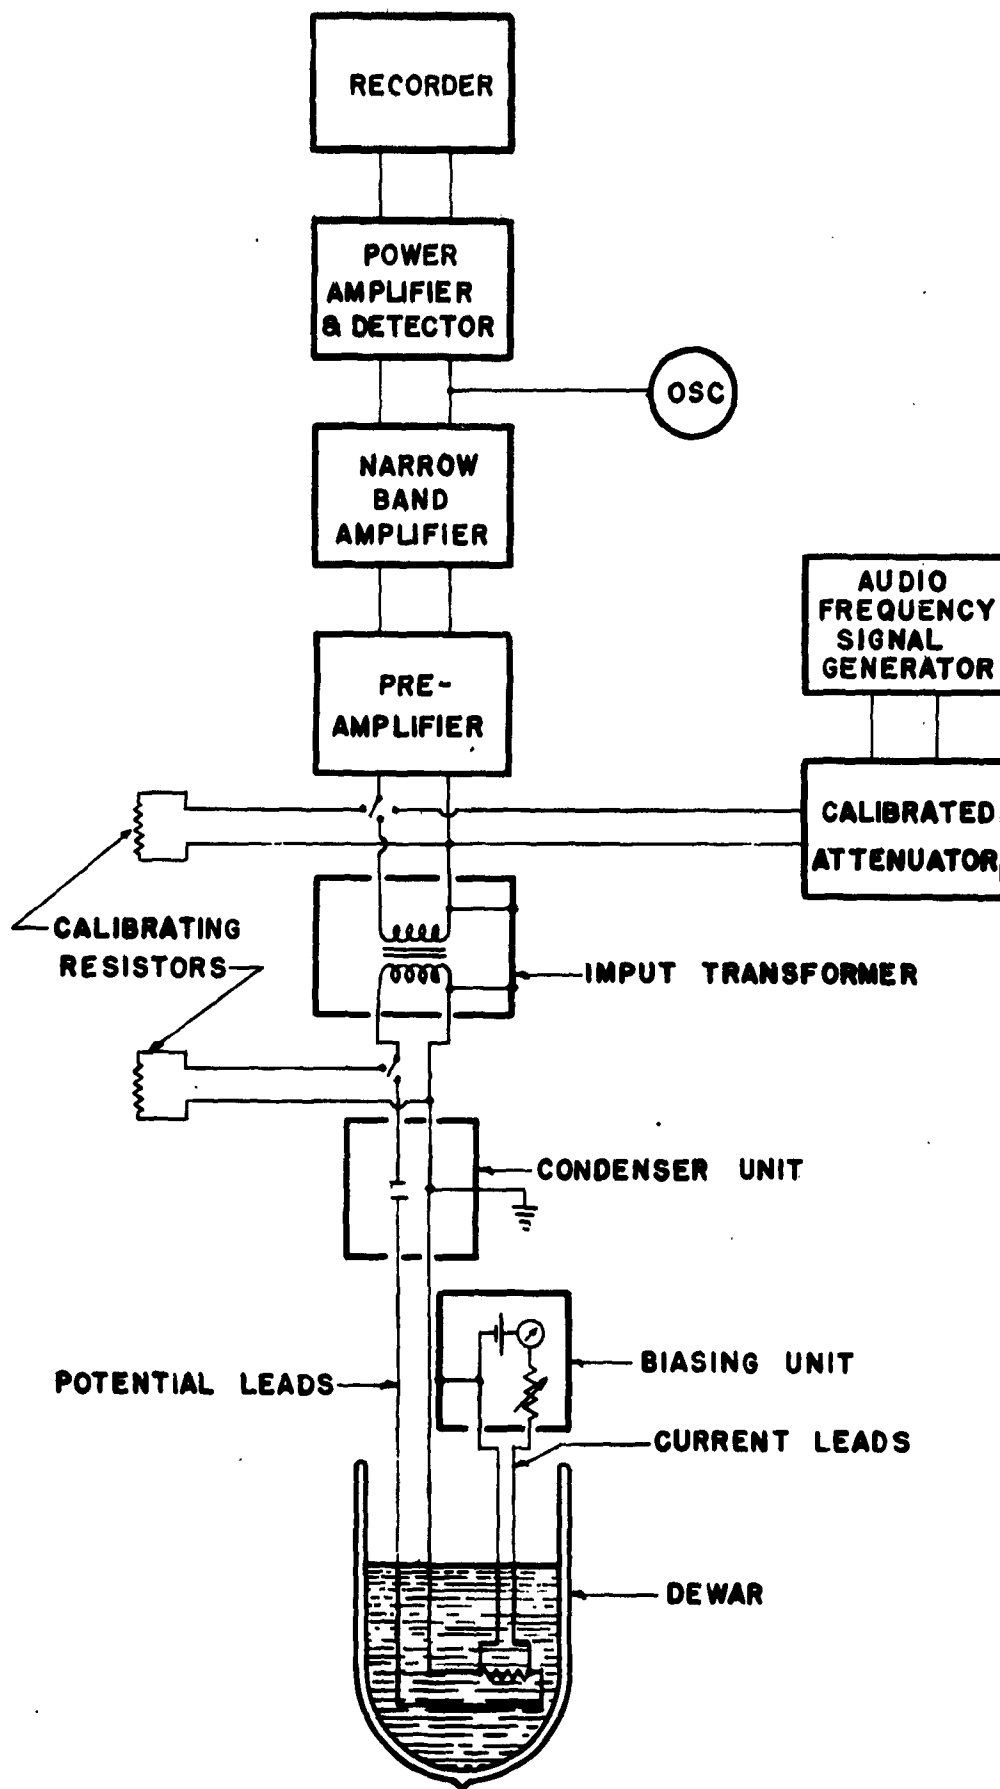 RECORDER
POWER
AMPLIFIER
& DETECTOR
OSC
NARROW
BAND
AMPLIFIER
AUDIO
FREQUENCY
SIGNAL
GENERATOR
PRE-
AMPLIFIER
CALIBRATED
ATTENUATOR
CALIBRATING
RESISTORS
IMPUT TRANSFORMER
CONDENSER UNIT
BIASING UNIT
POTENTIAL LEADS
CURRENT LEADS
DEWAR